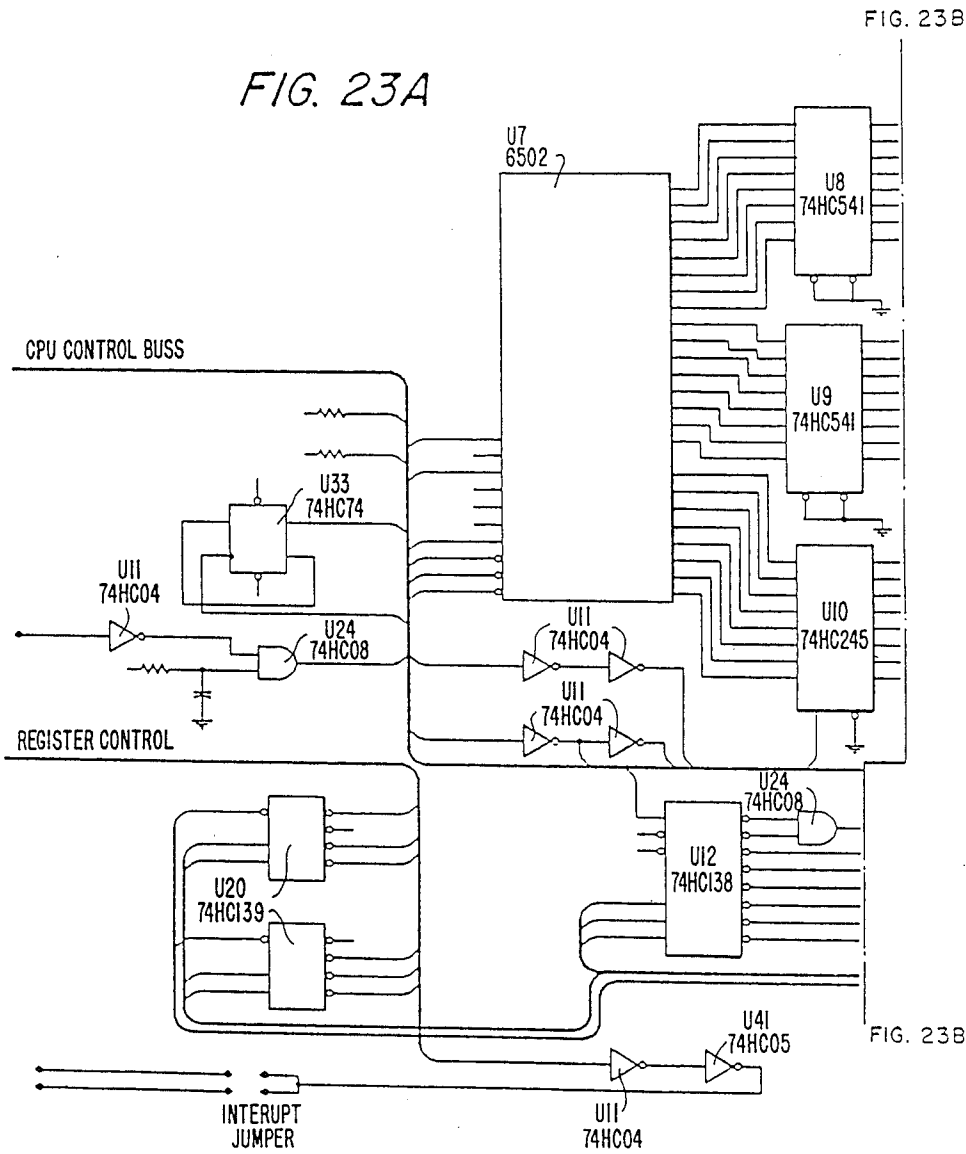 FIG. 23B
FIG. 23A
U7
6502
U8
74HC541
CPU CONTROL BUSS
U9
74HC541
U33
74HC74
U11
74HC04
U24
74HC08
U11
74HC04
U10
74HC245
U11
74HC04
REGISTER CONTROL
U24
74HC08
U12
74HC138
U20
74HC139
U41
74HC05
FIG. 23B
INTERUPT
JUMPER
U11
74HC04